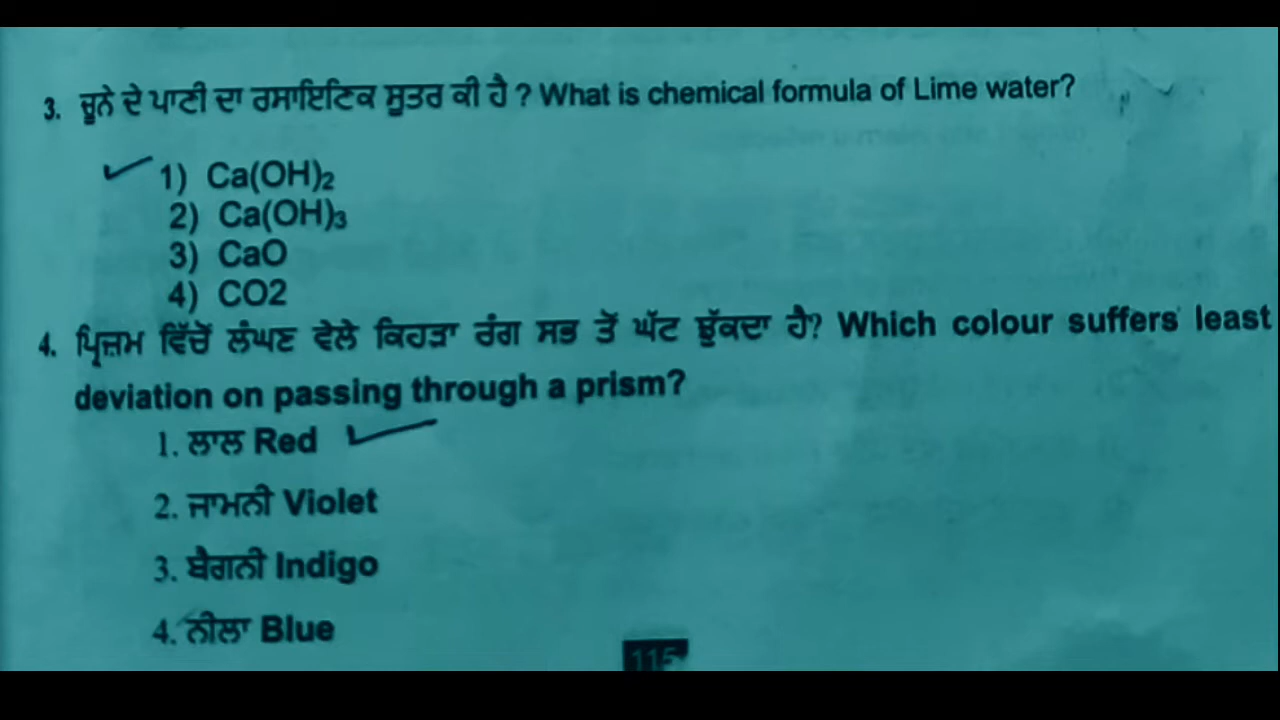 3. ਚੂਨੇ ਦੇ ਪਾਣੀ ਦਾ ਰਸਾਇਣਿਕ ਸੂਤਰ ਕੀ ਹੈ ? What is chemical formula of Lime water?
1) Ca(OH)₂
2) Ca(OH)₃
3) CaO
4) CO2
4. ਪ੍ਰਿਜ਼ਮ ਵਿੱਚੋਂ ਲੰਘਣ ਵੇਲੇ ਕਿਹੜਾ ਰੰਗ ਸਭ ਤੋਂ ਘੱਟ ਝੁੱਕਦਾ ਹੈ? Which colour suffers least
deviation on passing through a prism?
1. ਲਾਲ Red
2. ਜਾਮਨੀ Violet
3. ਬੈਗਨੀ Indigo
4. ਨੀਲਾ Blue
115